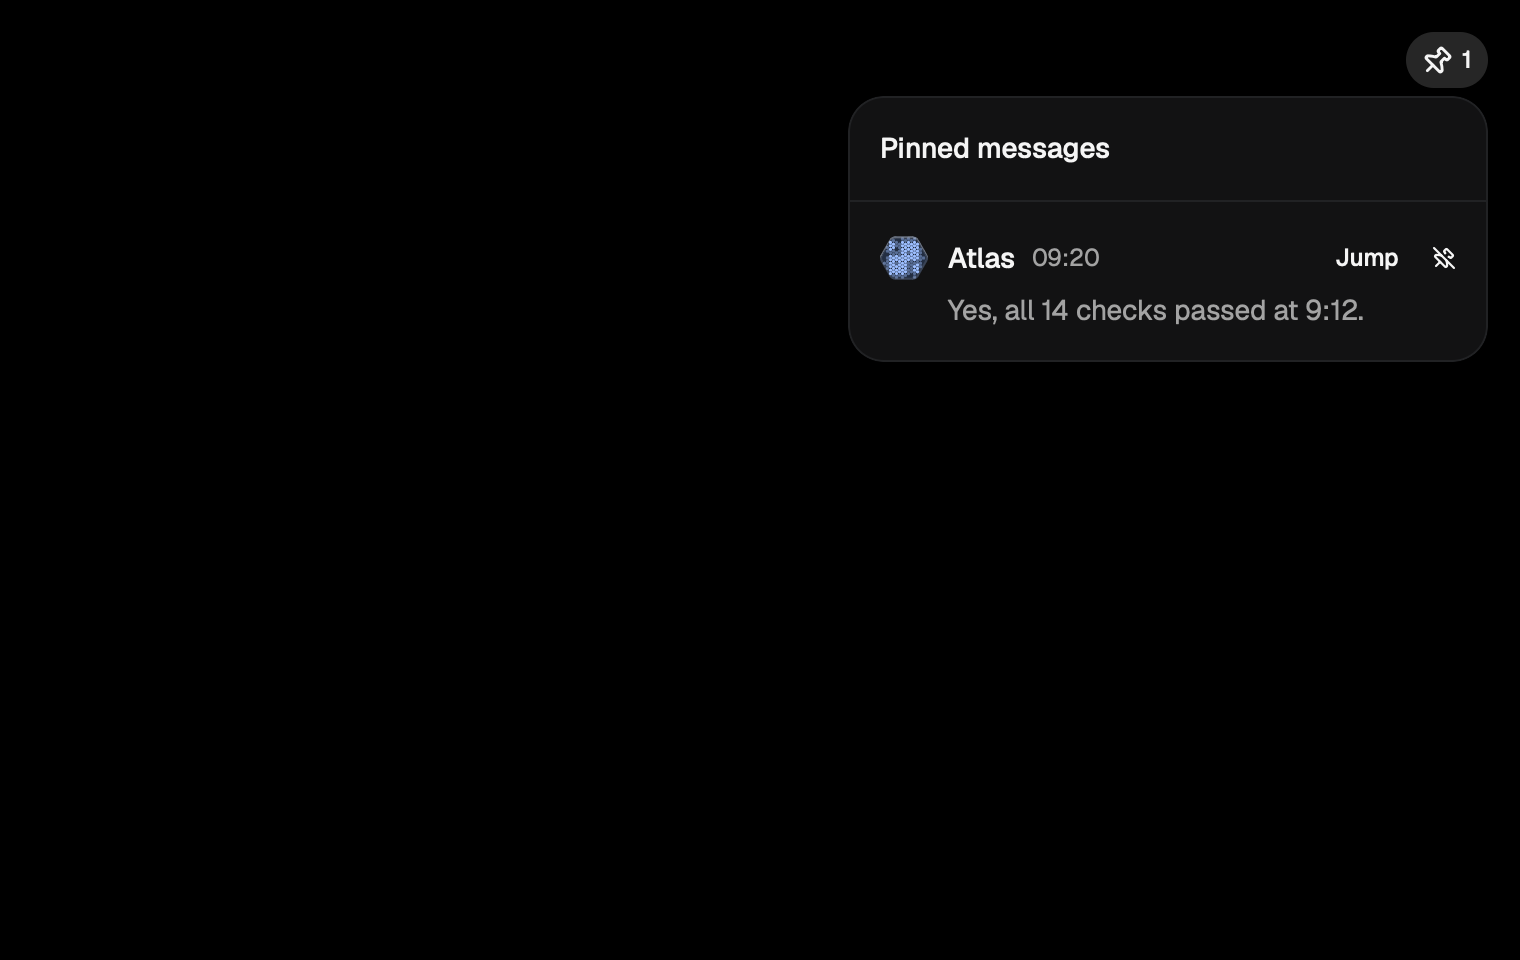 1
Pinned messages
Atlas 09:20 Jump
Yes, all 14 checks passed at 9:12.